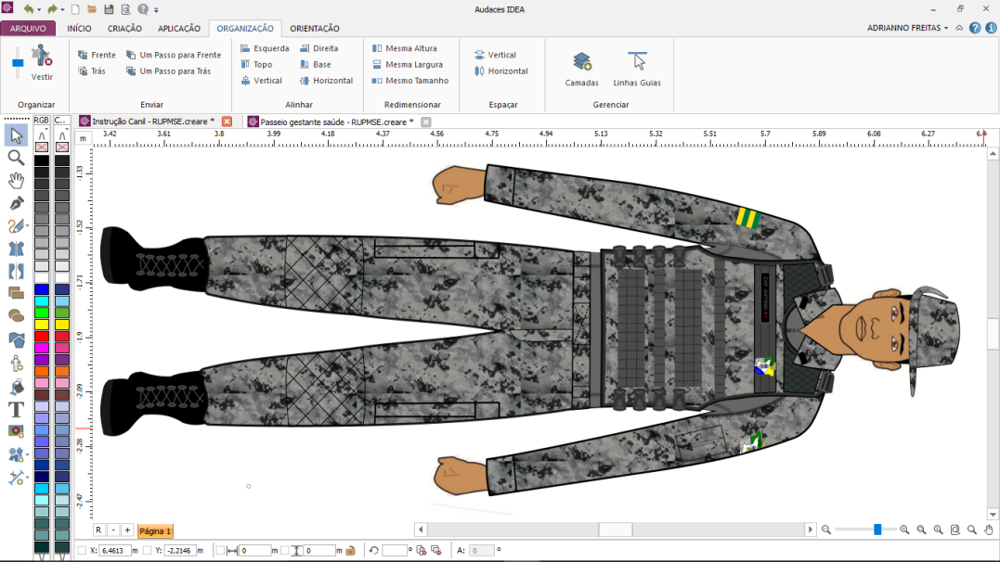 Audaces IDEA
ARQUIVO INÍCIO CRIAÇÃO APLICAÇÃO ORGANIZAÇÃO ORIENTAÇÃO ADRIANNO FREITAS
Frente Um Passo para Frente Esquerda Direita Mesma Altura
Vertical
Trás Um Passo para Trás Topo Base Mesma Largura
Horizontal
Vestir Vertical Horizontal Mesmo Tamanho Camadas Linhas Guias
Organizar Enviar Alinhar Redimensionar Espaçar Gerenciar
RGB C... Instrução Canil - RUPMSE.creare * Passeio gestante saúde - RUPMSE.creare *
m 3.42 3.61 3.8 3.99 4.18 4.37 4.56 4.75 4.94 5.13 5.32 5.51 5.7 5.89 6.08 6.27 6.4
-1.33
-1.52
-1.71
-1.9
-2.09
-2.28
-2.47
T
R - + Página 1
X: 6.4613 m Y: -2.2146 m 0 m 0 m º A: 0 º